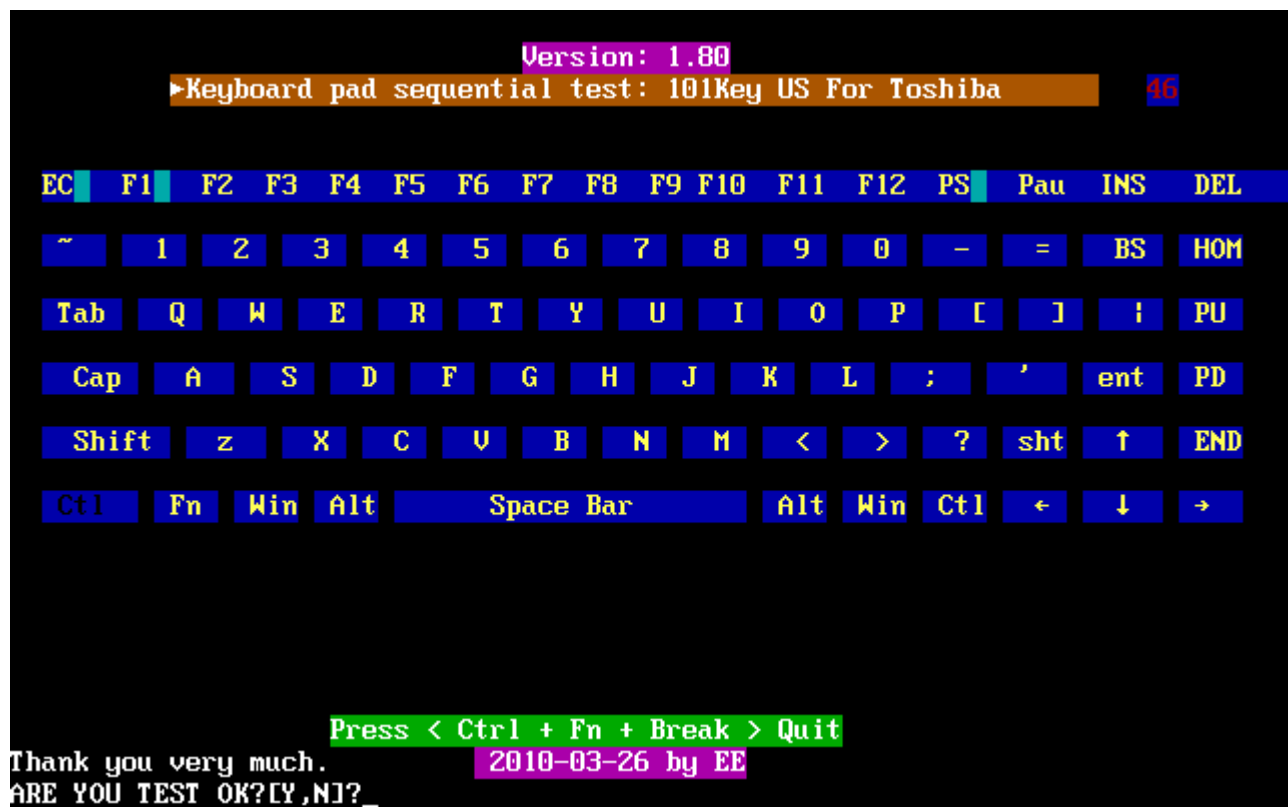 Version: 1.80
►Keyboard pad sequential test: 101Key US For Toshiba 46
EC F1 F2 F3 F4 F5 F6 F7 F8 F9 F10 F11 F12 PS Pau INS DEL
~ 1 2 3 4 5 6 7 8 9 0 - = BS HOM
Tab Q W E R T Y U I O P [ ] ¦ PU
Cap A S D F G H J K L ; ' ent PD
Shift z X C V B N M < > ? sht ↑ END
Ctl Fn Win Alt Space Bar Alt Win Ctl ← ↓ →
Press < Ctrl + Fn + Break > Quit
Thank you very much. 2010-03-26 by EE
ARE YOU TEST OK?[Y,N]?_